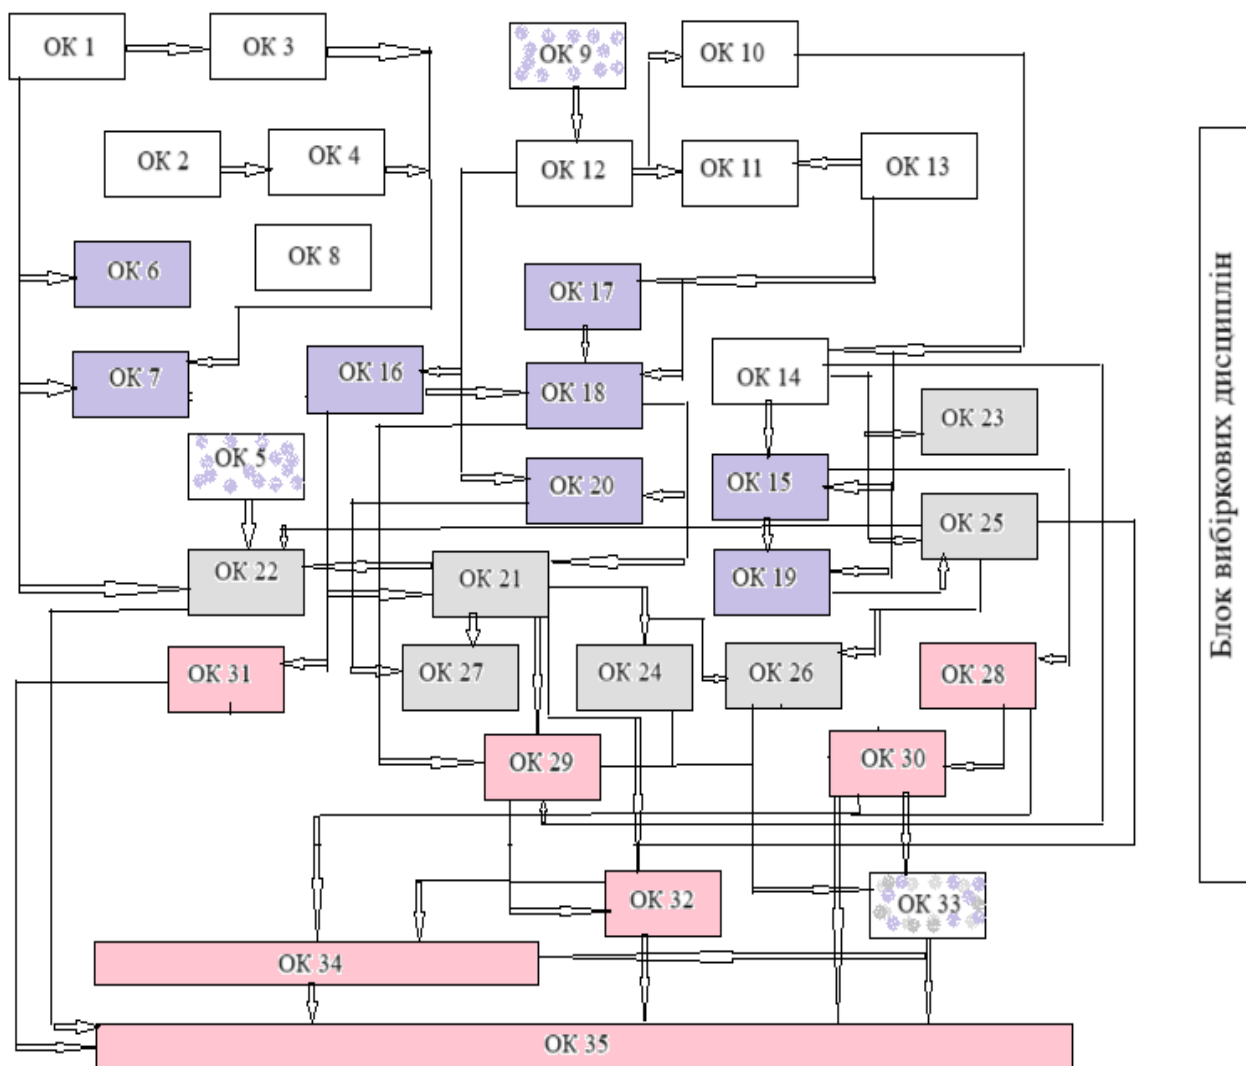 ОК 1
ОК 3
ОК 9
ОК 10
ОК 2
ОК 4
ОК 12
ОК 11
ОК 13
ОК 8
ОК 6
ОК 17
ОК 7
ОК 16
ОК 18
ОК 14
ОК 23
ОК 5
ОК 20
ОК 15
ОК 25
ОК 22
ОК 21
ОК 19
ОК 31
ОК 27
ОК 24
ОК 26
ОК 28
ОК 29
ОК 30
ОК 32
ОК 33
ОК 34
ОК 35
Блок вибіркових дисциплін